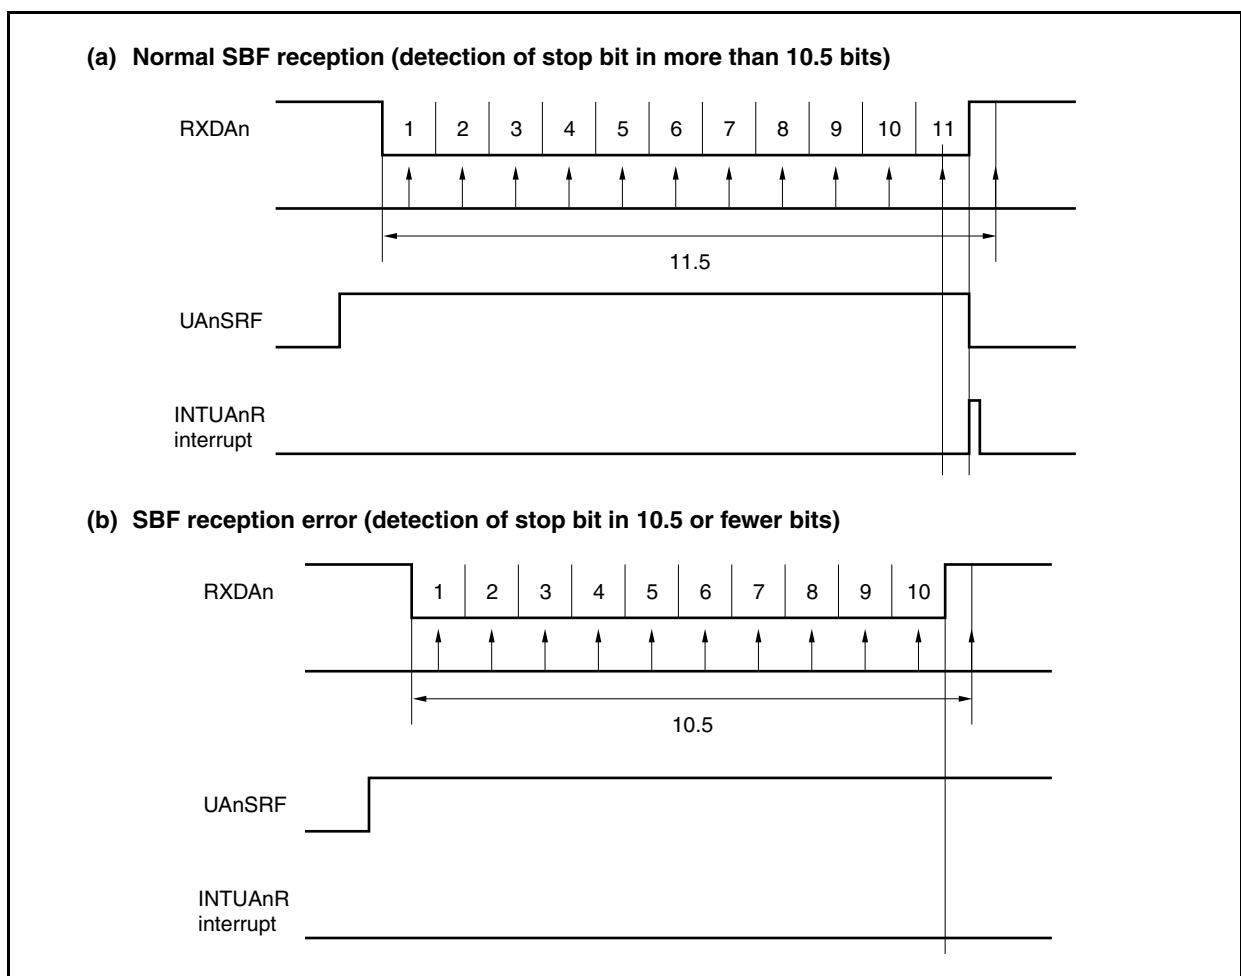 (a) Normal SBF reception (detection of stop bit in more than 10.5 bits)
RXDAn
1 2 3 4 5 6 7 8 9 10 11
11.5
UAnSRF
INTUAnR
interrupt
(b) SBF reception error (detection of stop bit in 10.5 or fewer bits)
RXDAn
1 2 3 4 5 6 7 8 9 10
10.5
UAnSRF
INTUAnR
interrupt